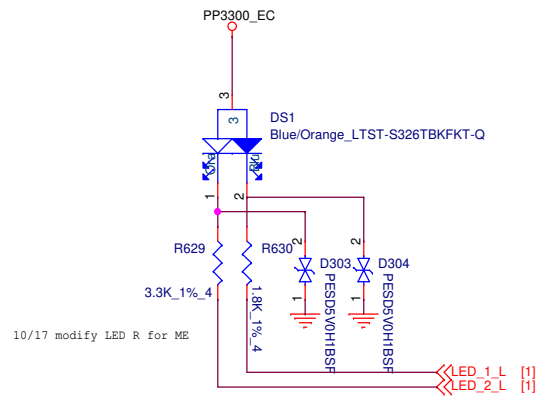 PP3300_EC
3
3
DS1
Blue/Orange_LTST-S326TBKFKT-Q
1
2
R629
R630
2
D303
2
D304
3.3K_1%_4
1.8K_1%_4
1
PESD5V0H1BSF
1
PESD5V0H1BSF
10/17 modify LED R for ME
LED_1_L [1]
LED_2_L [1]